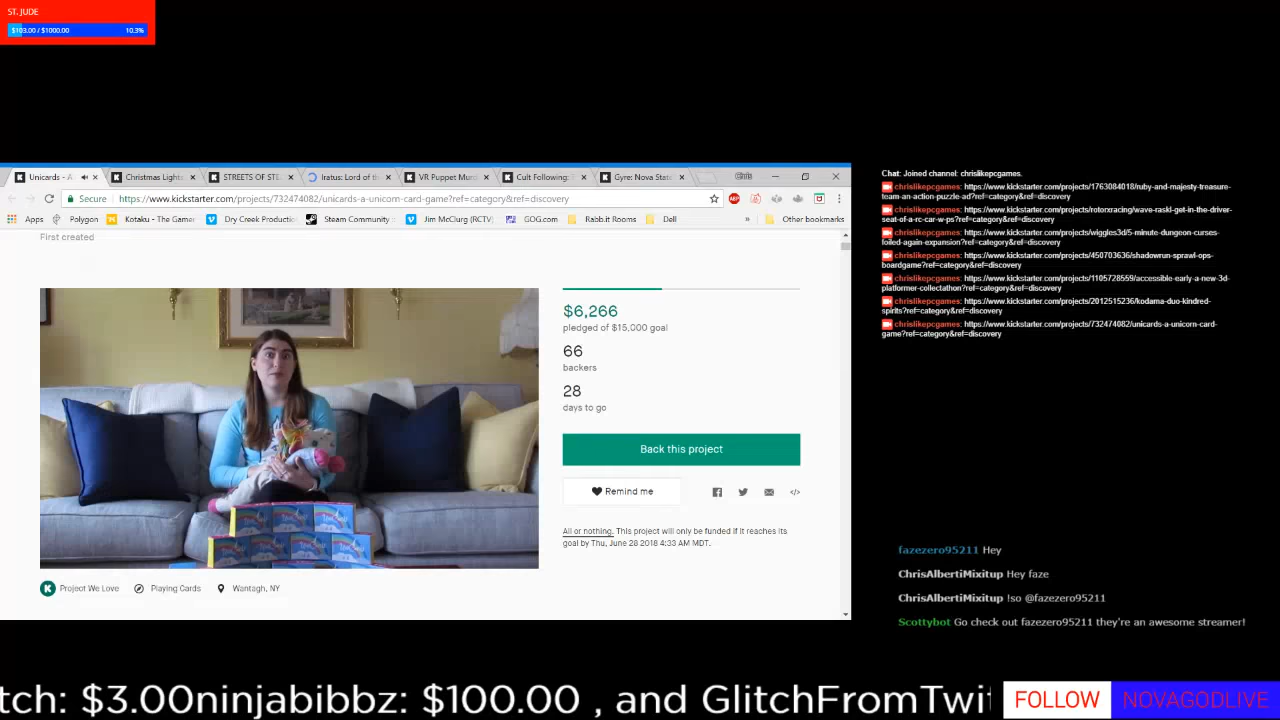 ST. JUDE
$103.00 / $1000.00 10.3%
Unicards - A
Christmas Lights
STREETS OF STE
Iratus: Lord of the
VR Puppet Mur
Cult Following:
Gyre: Nova State
Chris
Secure
https://www.kickstarter.com/projects/732474082/unicards-a-unicorn-card-game?ref=category&ref=discovery
Apps
Polygon
Kotaku - The Gamer
Dry Creek Production
Steam Community ::
Jim McClurg (RCTV)
GOG.com
Rabb.it Rooms
Dell
»
Other bookmarks
First created
$6,266
pledged of $15,000 goal
66
backers
28
days to go
Back this project
Remind me
All or nothing. This project will only be funded if it reaches its
goal by Thu, June 28 2018 4:33 AM MDT.
Project We Love
Playing Cards
Wantagh, NY
Chat: Joined channel: chrislikepcgames.
chrislikepcgames: https://www.kickstarter.com/projects/1763084018/ruby-and-majesty-treasure-
team-an-action-puzzle-ad?ref=category&ref=discovery
chrislikepcgames: https://www.kickstarter.com/projects/rotorxracing/wave-raskl-get-in-the-driver-
seat-of-a-rc-car-w-ps?ref=category&ref=discovery
chrislikepcgames: https://www.kickstarter.com/projects/wiggles3d/5-minute-dungeon-curses-
foiled-again-expansion?ref=category&ref=discovery
chrislikepcgames: https://www.kickstarter.com/projects/450703636/shadowrun-sprawl-ops-
boardgame?ref=category&ref=discovery
chrislikepcgames: https://www.kickstarter.com/projects/1105728559/accessible-early-a-new-3d-
platformer-collectathon?ref=category&ref=discovery
chrislikepcgames: https://www.kickstarter.com/projects/2012515236/kodama-duo-kindred-
spirits?ref=category&ref=discovery
chrislikepcgames: https://www.kickstarter.com/projects/732474082/unicards-a-unicorn-card-
game?ref=category&ref=discovery
fazezero95211 Hey
ChrisAlbertiMixitup Hey faze
ChrisAlbertiMixitup !so @fazezero95211
Scottybot Go check out fazezero95211 they're an awesome streamer!
tch: $3.00ninjabibbz: $100.00 , and GlitchFromTwit
FOLLOW NOVAGODLIVE